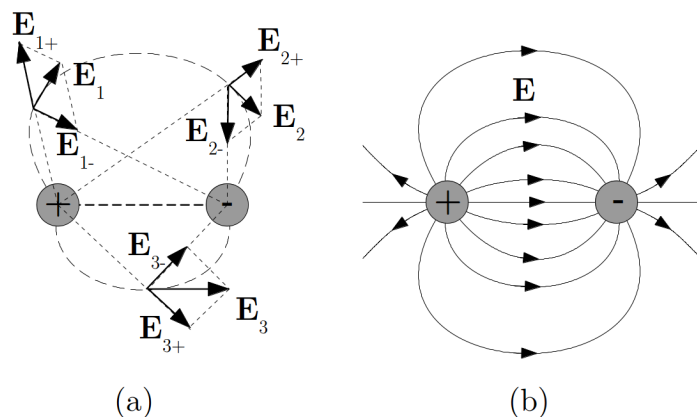 E1+
E1
E1-
E2+
E2-
E2
+
-
E3-
E3
E3+
(a)
E
+
-
(b)